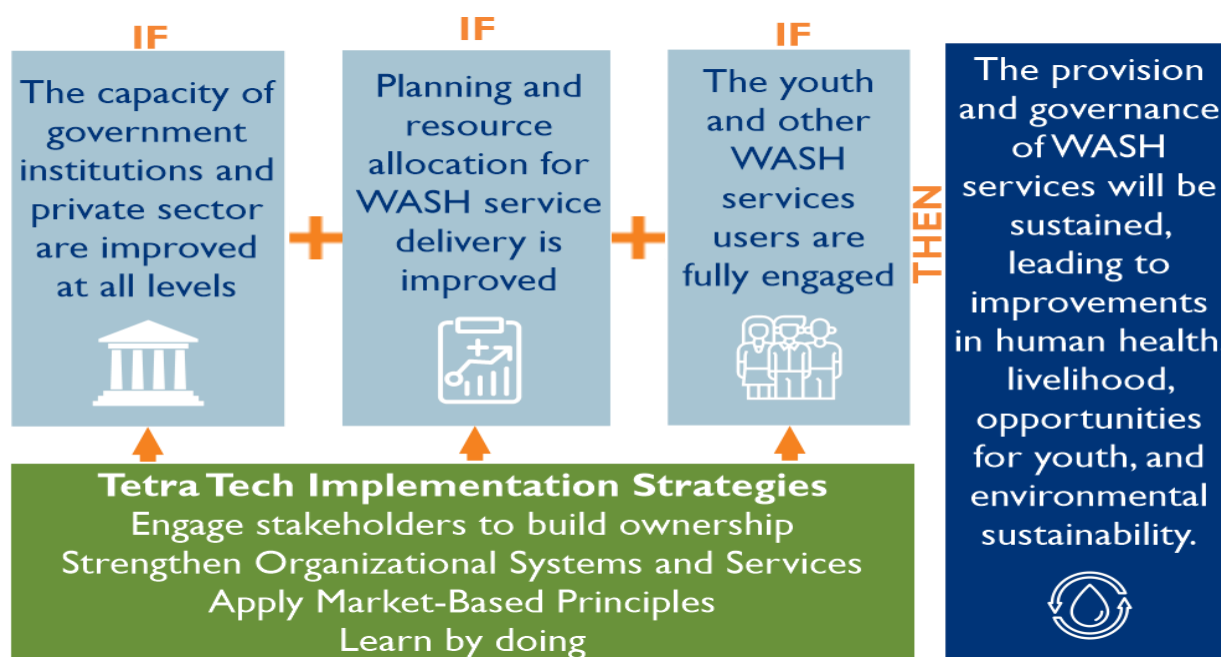 IF
The capacity of
government
institutions and
private sector
are improved
at all levels
+
IF
Planning and
resource
allocation for
WASH service
delivery is
improved
+
IF
The youth
and other
WASH
services
users are
fully engaged
THEN
The provision
and governance
of WASH
services will be
sustained,
leading to
improvements
in human health
livelihood,
opportunities
for youth, and
environmental
sustainability.
Tetra Tech Implementation Strategies
Engage stakeholders to build ownership
Strengthen Organizational Systems and Services
Apply Market-Based Principles
Learn by doing